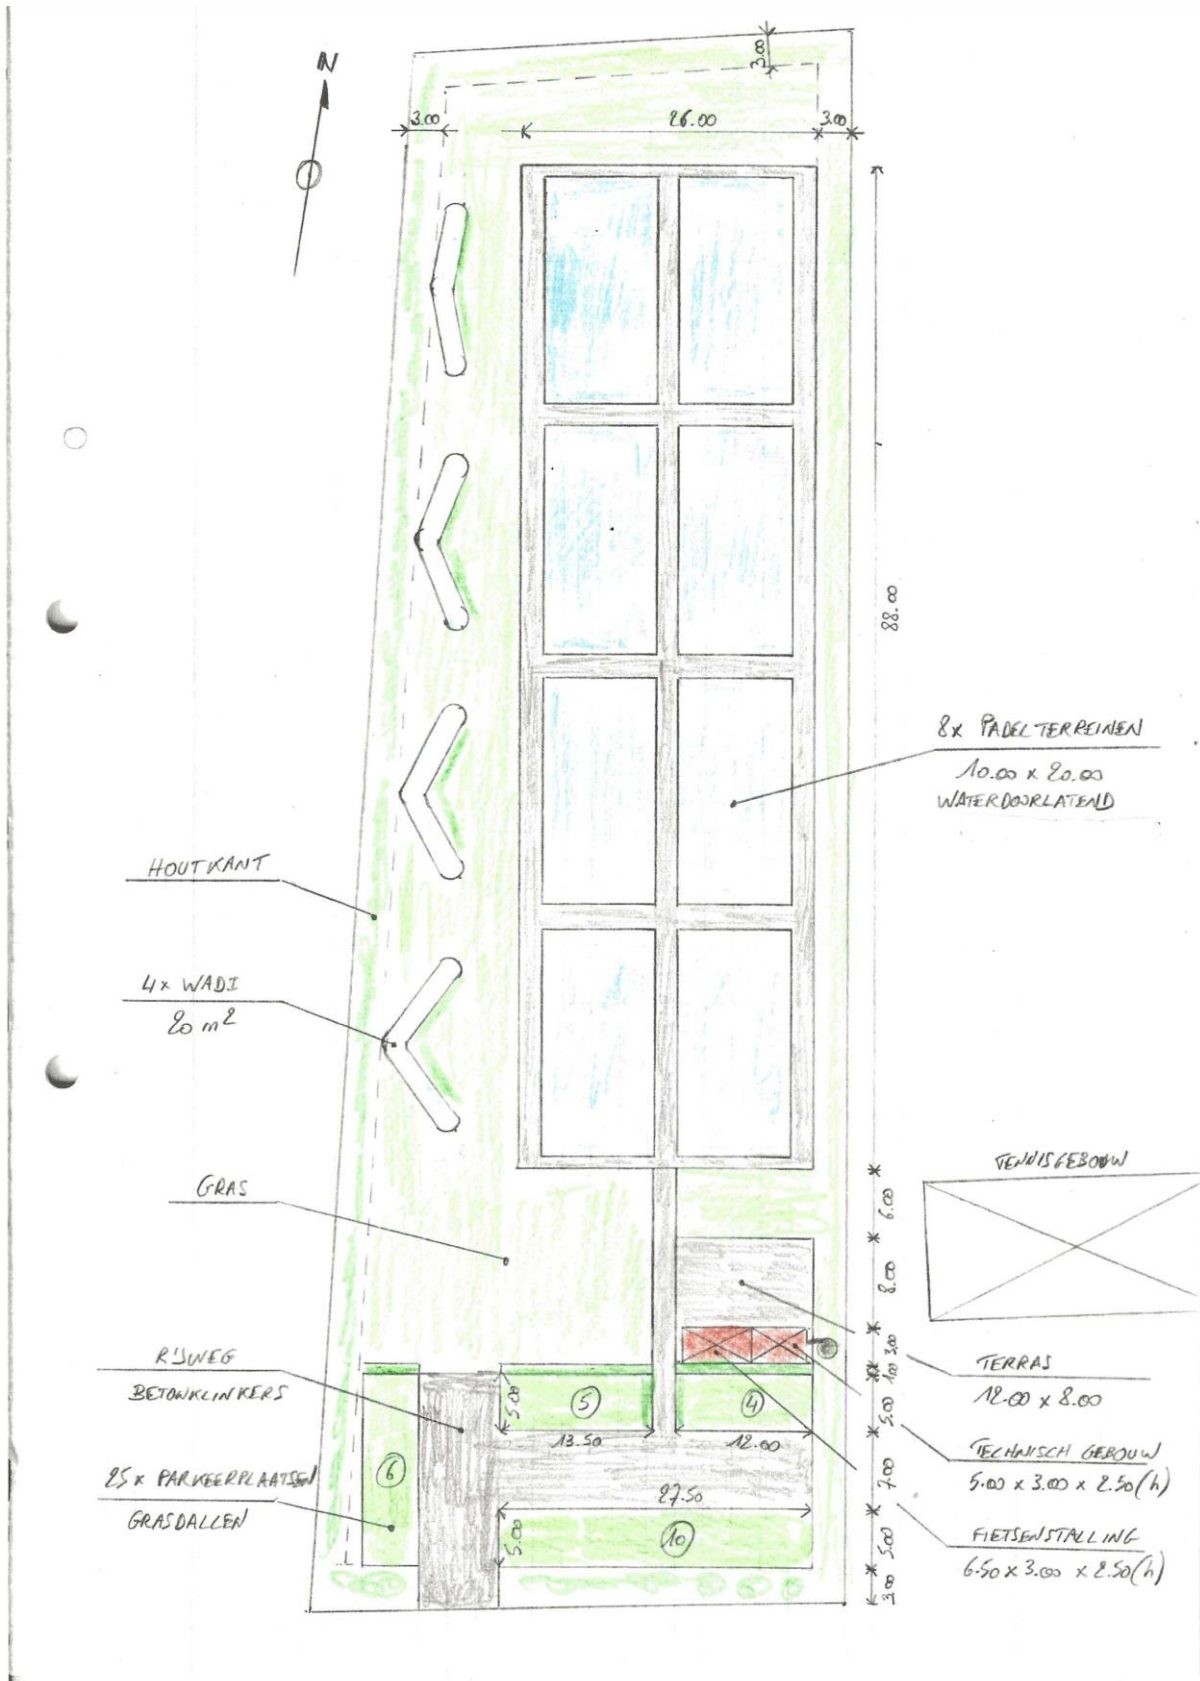 N
3.00
3.00
26.00
3.00
88.00
8x PADEL TERREINEN
10.00 x 20.00
WATERDOORLATEND
HOUTKANT
4x WADI
20 m²
TENNISGEBOUW
GRAS
6.00
8.00
3.00
1.00
RIJWEG
BETONKLINKERS
TERRAS
12.00 x 8.00
5.00
5
4
5.00
13.50
12.00
6
TECHNISCH GEBOUW
5.00 x 3.00 x 2.50(h)
7.00
27.50
25x PARKEERPLAATSEN
GRASDALLEN
5.00
10
5.00
FIETSENSTALLING
6.50 x 3.00 x 2.50(h)
3.00